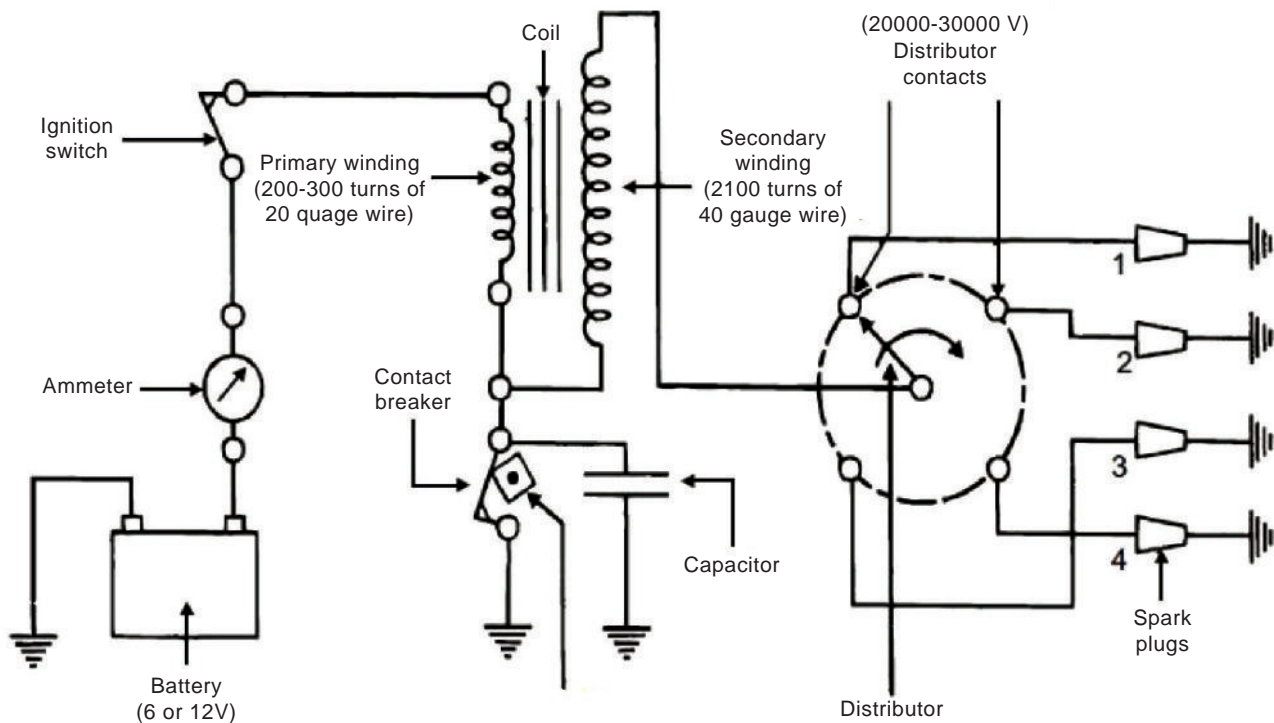 Coil
(20000-30000 V)
Distributor
contacts
Ignition
switch
Primary winding
(200-300 turns of
20 quage wire)
Secondary
winding
(2100 turns of
40 gauge wire)
1
2
3
4
Ammeter
Contact
breaker
Capacitor
Spark
plugs
Battery
(6 or 12V)
Distributor